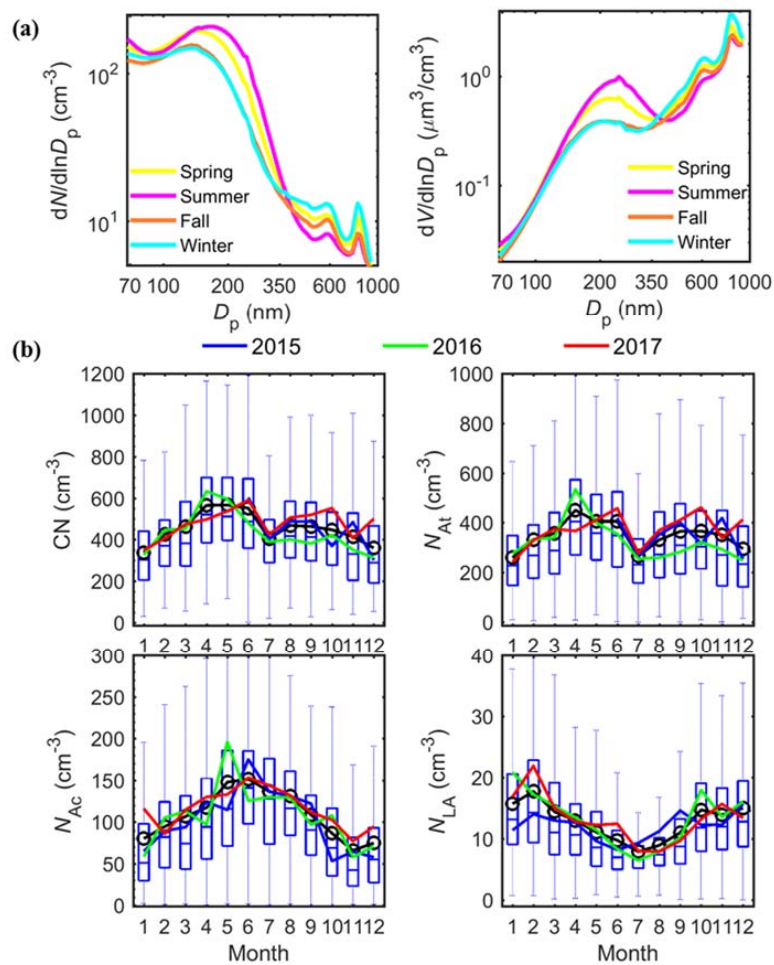 (a)
dN/dlnDp (cm⁻³)
10²
10¹
Spring
Summer
Fall
Winter
70 100 200 350 600 1000
Dp (nm)
dV/dlnDp (μm³/cm³)
10⁰
10⁻¹
Spring
Summer
Fall
Winter
70 100 200 350 600 1000
Dp (nm)
(b)
2015 2016 2017
CN (cm⁻³)
1200
1000
800
600
400
200
0
1 2 3 4 5 6 7 8 9 10 11 12
NAt (cm⁻³)
1000
800
600
400
200
0
1 2 3 4 5 6 7 8 9 10 11 12
NAc (cm⁻³)
300
250
200
150
100
50
0
1 2 3 4 5 6 7 8 9 10 11 12
Month
NLA (cm⁻³)
40
30
20
10
0
1 2 3 4 5 6 7 8 9 10 11 12
Month